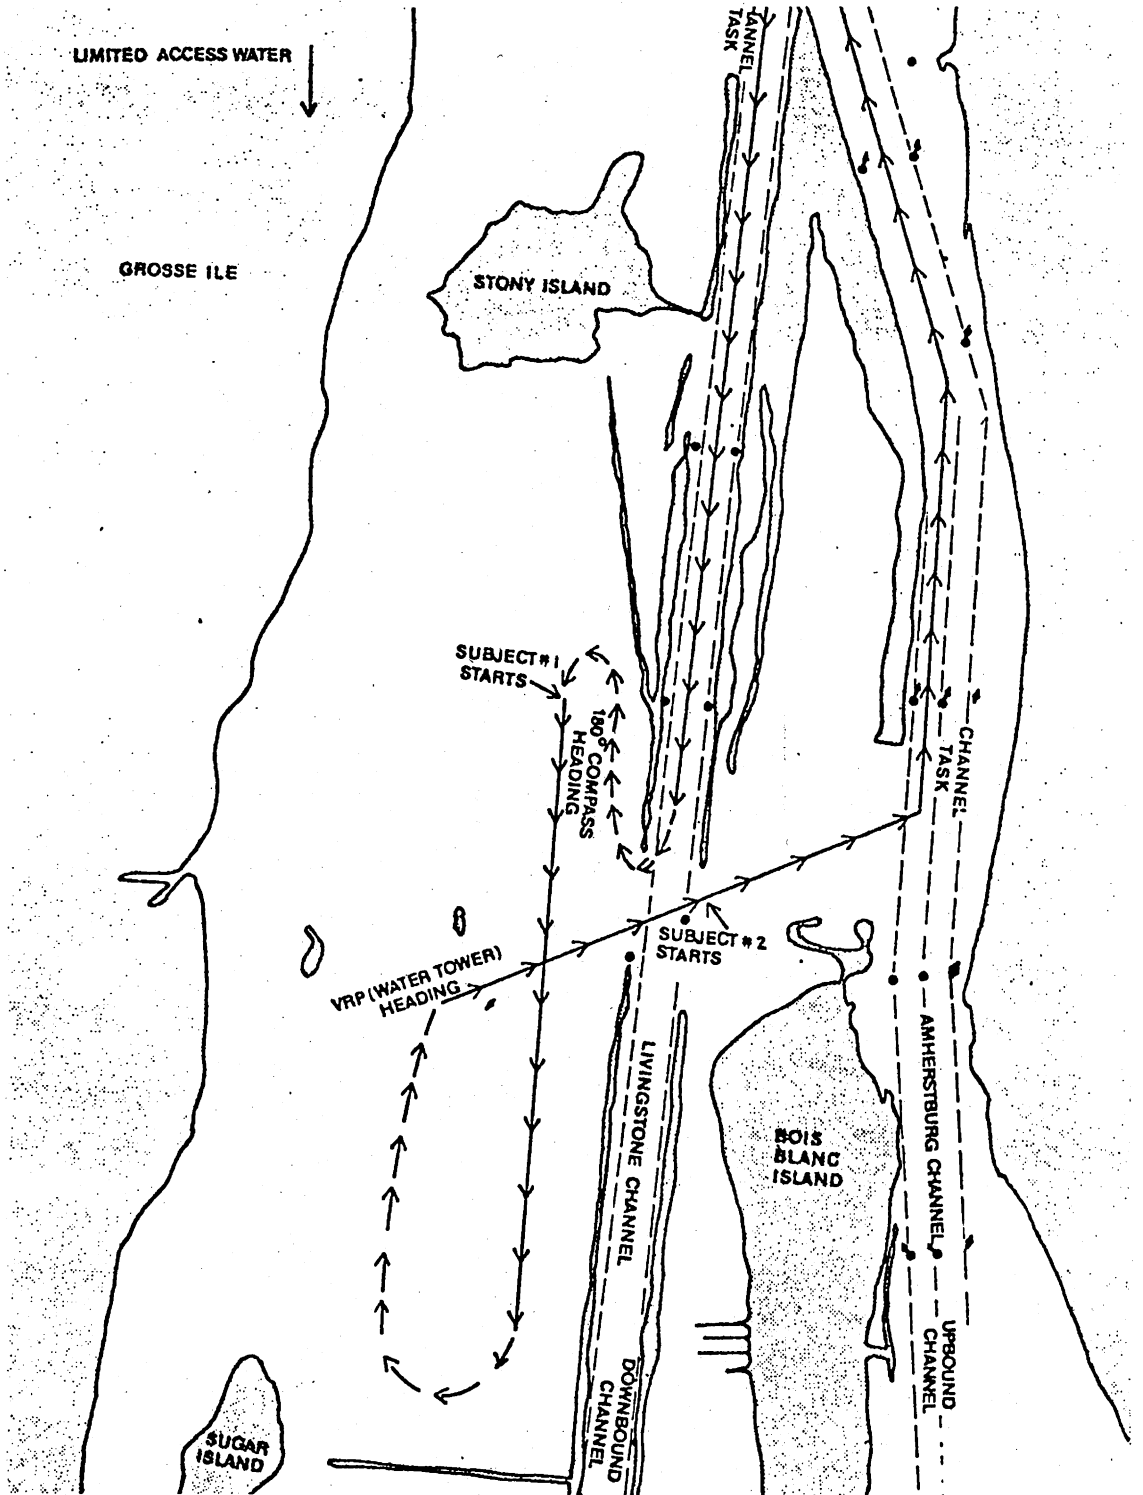 LIMITED ACCESS WATER
CHANNEL
TASK
GROSSE ILE
STONY ISLAND
SUBJECT #1
STARTS
180° COMPASS
HEADING
CHANNEL
TASK
SUBJECT #2
STARTS
VRP (WATER TOWER)
HEADING
LIVINGSTONE CHANNEL
AMHERSTBURG CHANNEL
BOIS
BLANC
ISLAND
UPBOUND
CHANNEL
DOWNBOUND
CHANNEL
SUGAR
ISLAND